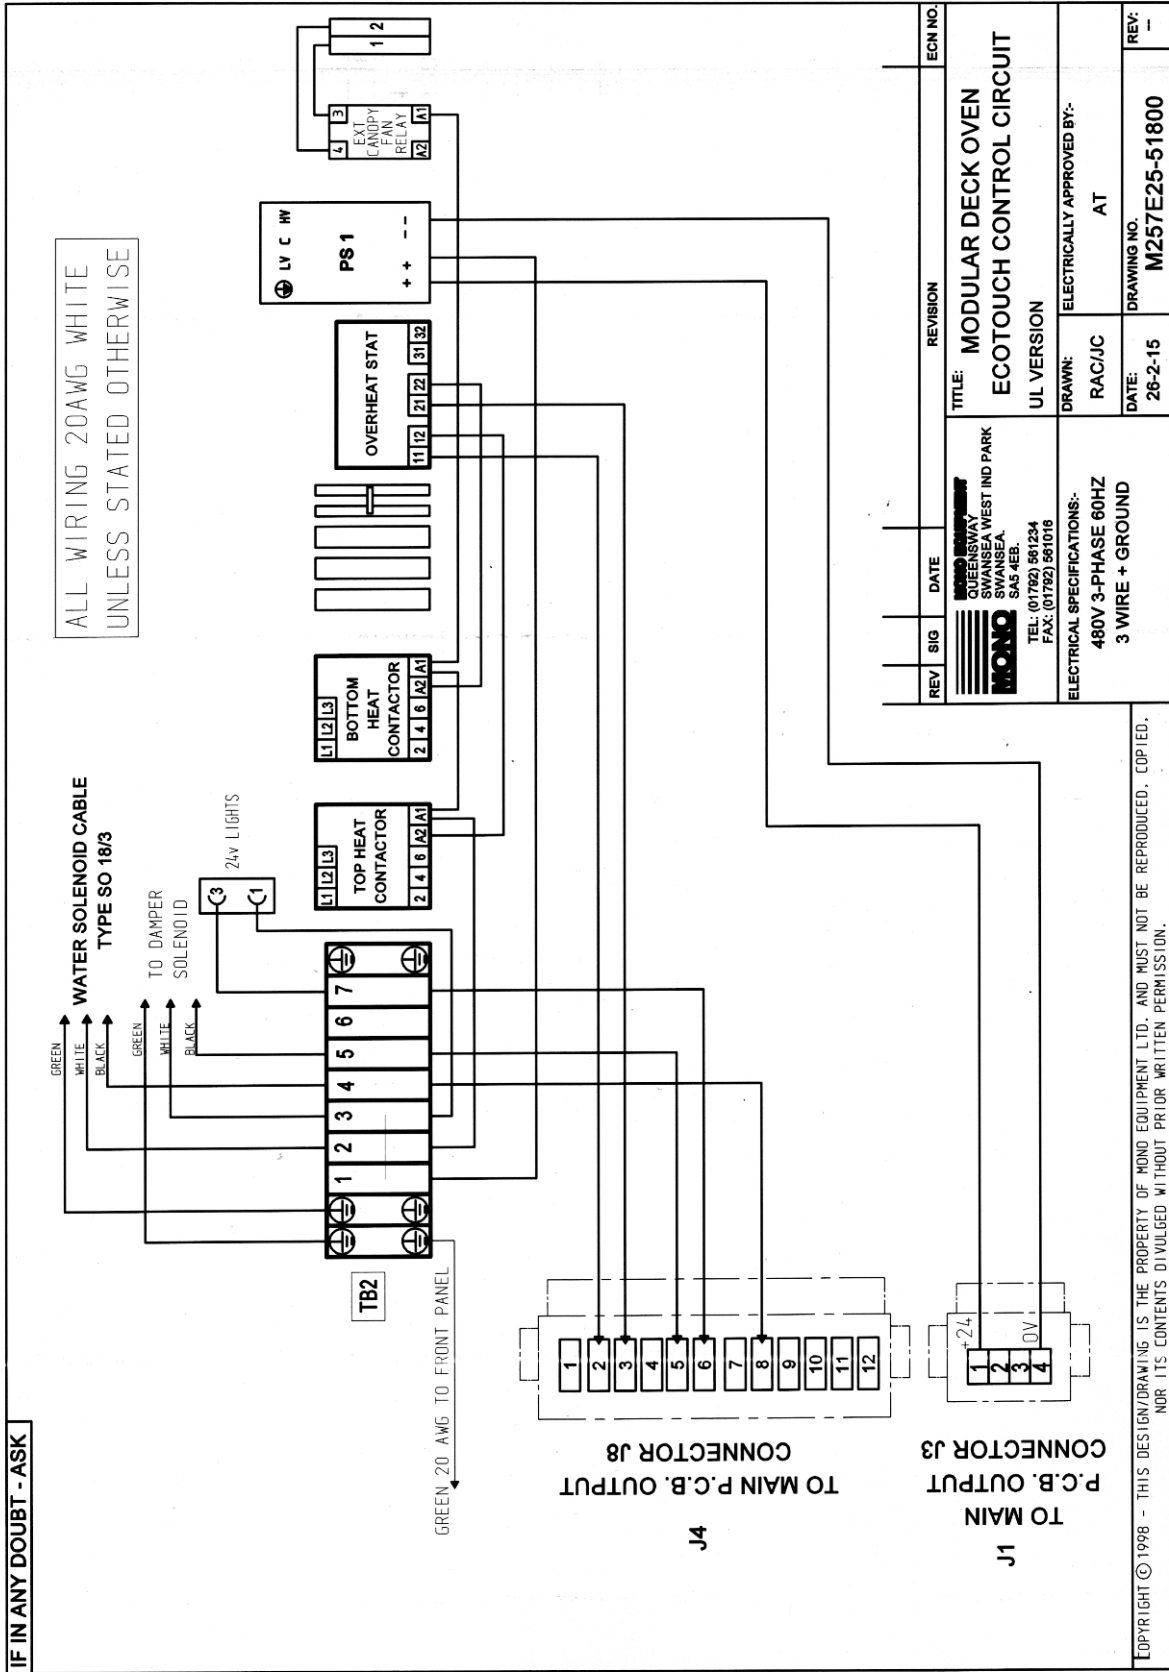 IF IN ANY DOUBT - ASK
ALL WIRING 20AWG WHITE
UNLESS STATED OTHERWISE
WATER SOLENOID CABLE
TYPE SO 18/3
GREEN
WHITE
BLACK
TO DAMPER
SOLENOID
GREEN
WHITE
BLACK
24v LIGHTS
3
1
TB2
1 2 3 4 5 6 7
GREEN 20 AWG TO FRONT PANEL
L1 L2 L3
TOP HEAT
CONTACTOR
2 4 6 A2 A1
L1 L2 L3
BOTTOM
HEAT
CONTACTOR
2 4 6 A2 A1
OVERHEAT STAT
11 12 21 22 31 32
LV C HV
PS 1
+ + - -
4 3
EXT
CANOPY
FAN
RELAY
A2 A1
1 2
J4
TO MAIN P.C.B. OUTPUT
CONNECTOR J8
1
2
3
4
5
6
7
8
9
10
11
12
J1
TO MAIN
P.C.B. OUTPUT
CONNECTOR J3
+24
0V
1
2
3
4
REV SIG DATE REVISION ECN NO.
MONO
MONO EQUIPMENT
QUEENSWAY
SWANSEA WEST IND PARK
SWANSEA.
SA5 4EB.
TEL: (01792) 561234
FAX: (01792) 561016
TITLE: MODULAR DECK OVEN
ECOTOUCH CONTROL CIRCUIT
UL VERSION
ELECTRICAL SPECIFICATIONS:-
480V 3-PHASE 60HZ
3 WIRE + GROUND
DRAWN:
RAC/JC
ELECTRICALLY APPROVED BY:-
AT
DATE:
26-2-15
DRAWING NO.
M257E25-51800
REV:
--
COPYRIGHT © 1998 - THIS DESIGN/DRAWING IS THE PROPERTY OF MONO EQUIPMENT LTD. AND MUST NOT BE REPRODUCED, COPIED,
NOR ITS CONTENTS DIVULGED WITHOUT PRIOR WRITTEN PERMISSION.